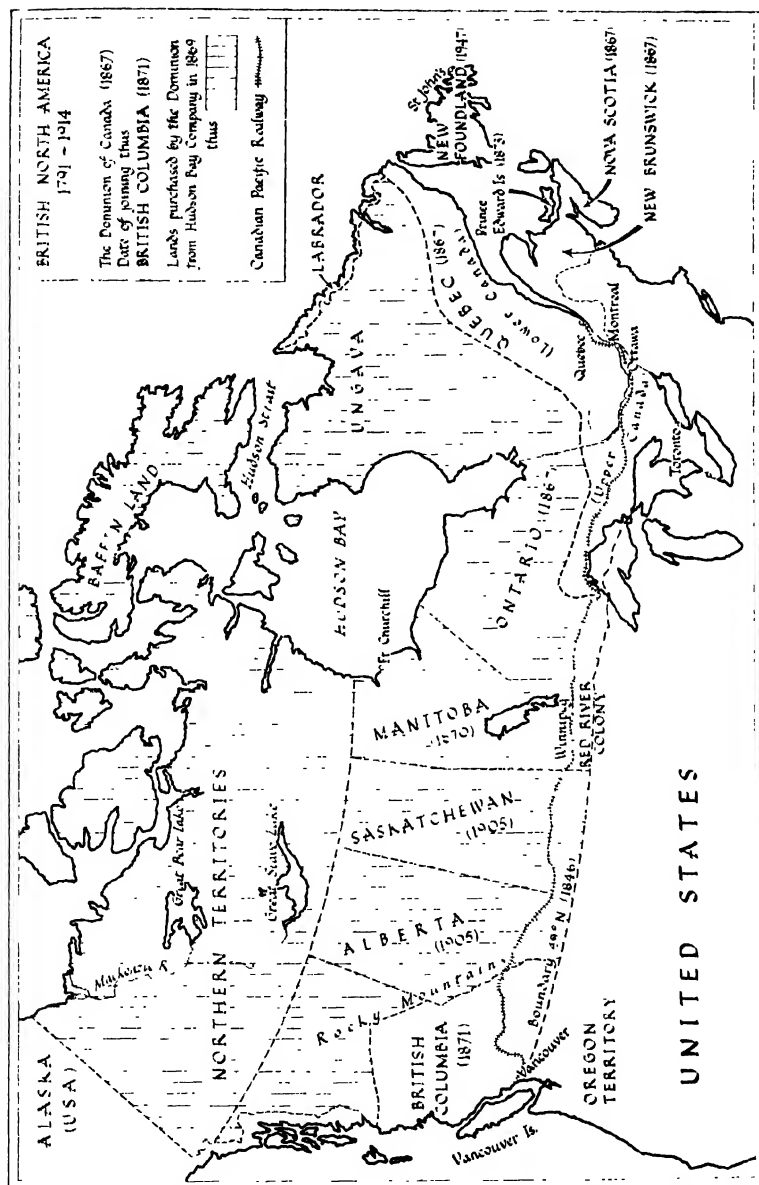 BRITISH NORTH AMERICA
1791 - 1914
The Dominion of Canada (1867)
Date of joining thus
BRITISH COLUMBIA (1871)
Lands purchased by the Dominion
from Hudson Bay Company in 1869
thus
Canadian Pacific Railway
ALASKA
(USA)
NORTHERN TERRITORIES
Great Bear Lake
Great Slave Lake
BAFFIN LAND
Hudson Strait
HUDSON BAY
Ft Churchill
UNGAVA
LABRADOR
St John's
NEW
FOUNDLAND (1947)
Prince
Edward Is (1873)
NOVA SCOTIA (1867)
NEW BRUNSWICK (1867)
QUEBEC (1867)
(Lower Canada)
Quebec
Montreal
Ottawa
Toronto
(Upper Canada
ONTARIO (186-
MANITOBA
(1870)
Winnipeg
RED RIVER
COLONY
SASKATCHEWAN
(1905)
ALBERTA
(1905)
Rocky Mountain
BRITISH
COLUMBIA
(1871)
Boundary 49° N (1846)
Vancouver
Vancouver Is.
OREGON
TERRITORY
UNITED STATES